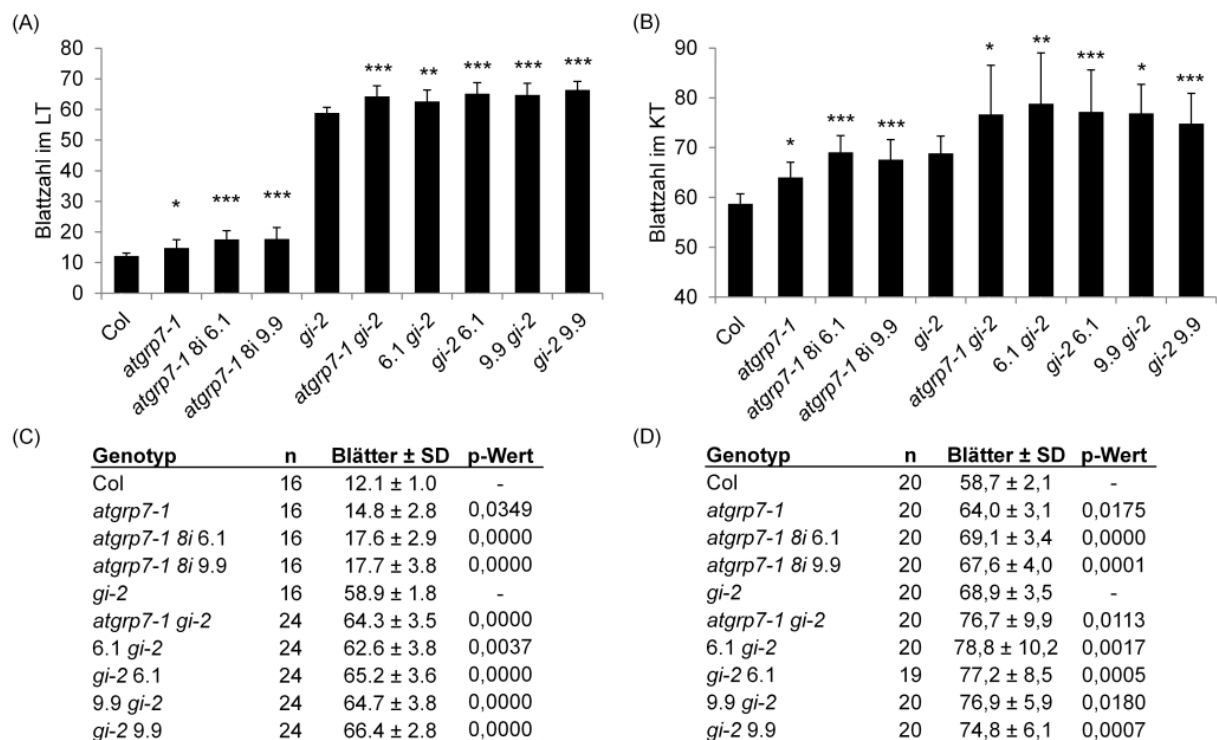 (A)
Blattzahl im LT
80
70
60
50
40
30
20
10
0
* *** *** *** ** *** *** ***
Col atgrp7-1 atgrp7-1 8i 6.1 atgrp7-1 8i 9.9 gi-2 atgrp7-1 gi-2 6.1 gi-2 gi-2 6.1 9.9 gi-2 gi-2 9.9
(B)
Blattzahl im KT
90
80
70
60
50
40
* *** *** * ** *** * ***
Col atgrp7-1 atgrp7-1 8i 6.1 atgrp7-1 8i 9.9 gi-2 atgrp7-1 gi-2 6.1 gi-2 gi-2 6.1 9.9 gi-2 gi-2 9.9
(C)
Genotyp n Blätter ± SD p-Wert
Col 16 12.1 ± 1.0 -
atgrp7-1 16 14.8 ± 2.8 0,0349
atgrp7-1 8i 6.1 16 17.6 ± 2.9 0,0000
atgrp7-1 8i 9.9 16 17.7 ± 3.8 0,0000
gi-2 16 58.9 ± 1.8 -
atgrp7-1 gi-2 24 64.3 ± 3.5 0,0000
6.1 gi-2 24 62.6 ± 3.8 0,0037
gi-2 6.1 24 65.2 ± 3.6 0,0000
9.9 gi-2 24 64.7 ± 3.8 0,0000
gi-2 9.9 24 66.4 ± 2.8 0,0000
(D)
Genotyp n Blätter ± SD p-Wert
Col 20 58,7 ± 2,1 -
atgrp7-1 20 64,0 ± 3,1 0,0175
atgrp7-1 8i 6.1 20 69,1 ± 3,4 0,0000
atgrp7-1 8i 9.9 20 67,6 ± 4,0 0,0001
gi-2 20 68,9 ± 3,5 -
atgrp7-1 gi-2 20 76,7 ± 9,9 0,0113
6.1 gi-2 20 78,8 ± 10,2 0,0017
gi-2 6.1 19 77,2 ± 8,5 0,0005
9.9 gi-2 20 76,9 ± 5,9 0,0180
gi-2 9.9 20 74,8 ± 6,1 0,0007